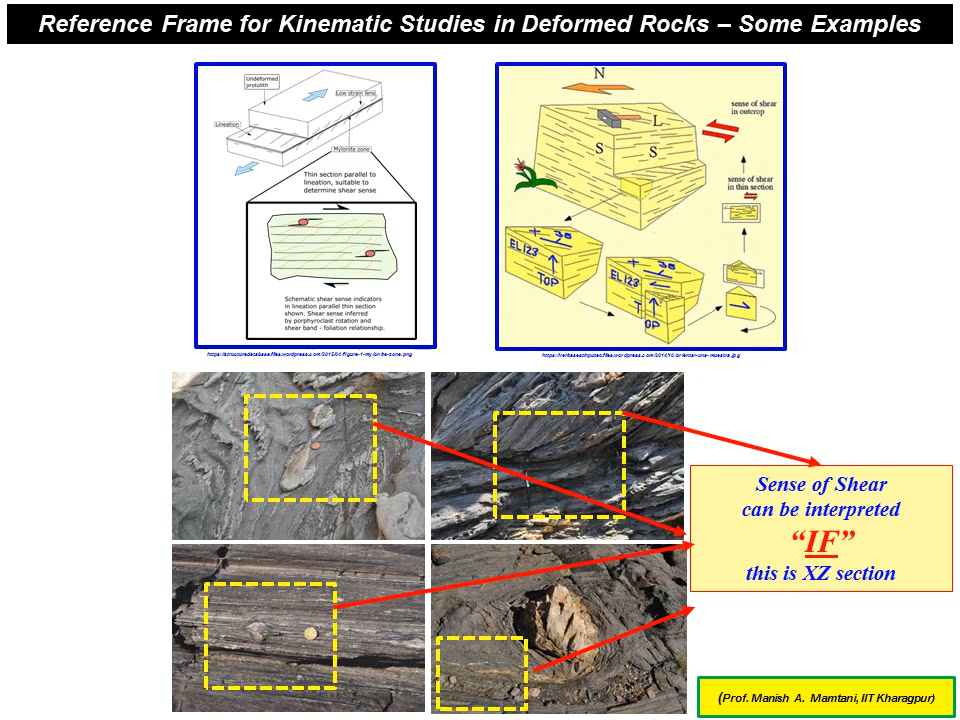 Reference Frame for Kinematic Studies in Deformed Rocks – Some Examples
Undeformed
protolith
Low strain lens
Lineation
Mylonite zone
Thin section parallel to
lineation, suitable to
determine shear sense
Schematic shear sense indicators
in lineation parallel thin section
shown. Shear sense inferred
by porphyroclast rotation and
shear band - foliation relationship.
N
L
S
S
sense of shear
in outcrop
sense of shear
in thin section
+ 38
EL123
TOP
+ 38
EL123
T
OP
Sense of Shear
can be interpreted
“IF”
this is XZ section
(Prof. Manish A. Mamtani, IIT Kharagpur)